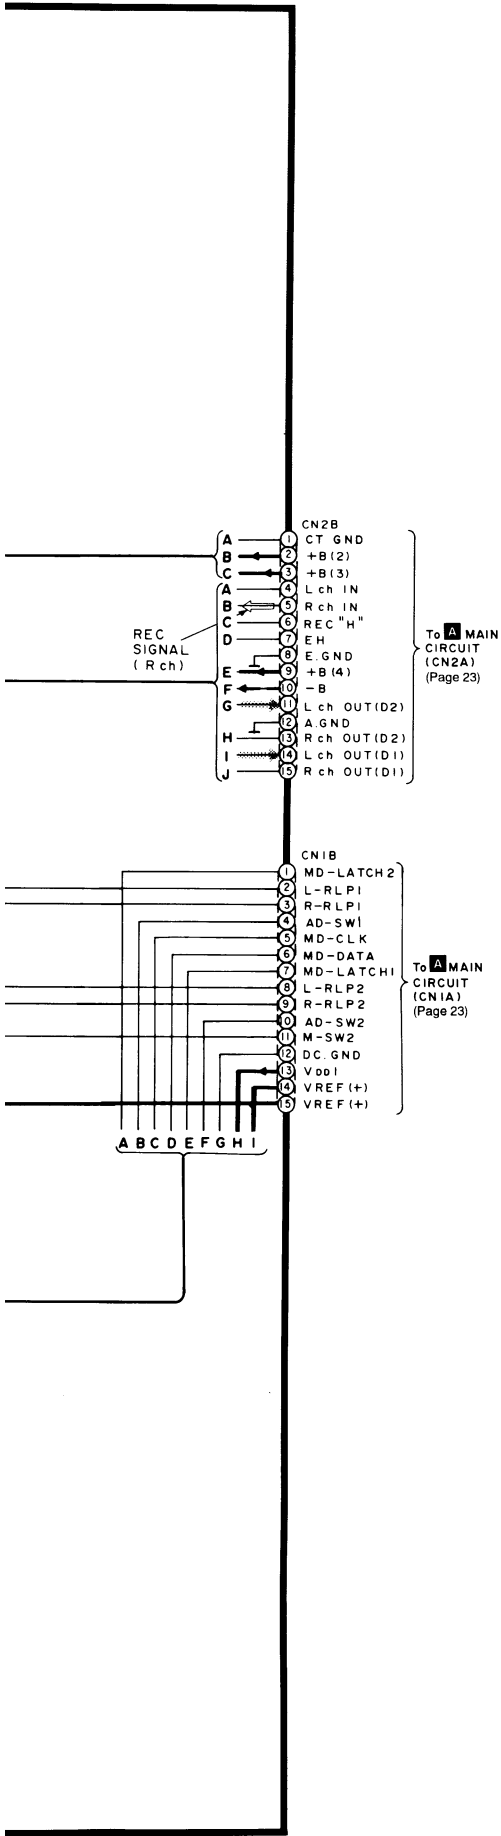 CN2B
A 1 CT GND
B 2 +B(2)
C 3 +B(3)
A 4 L ch IN
B 5 R ch IN
C 6 REC "H"
D 7 EH
8 E.GND
E 9 +B(4)
F 10 -B
G 11 L ch OUT(D2)
12 A.GND
H 13 R ch OUT(D2)
I 14 L ch OUT(D1)
J 15 R ch OUT(D1)
REC
SIGNAL
(R ch)
To A MAIN
CIRCUIT
(CN2A)
(Page 23)
CN1B
1 MD-LATCH2
2 L-RLP1
3 R-RLP1
4 AD-SW1
5 MD-CLK
6 MD-DATA
7 MD-LATCH1
8 L-RLP2
9 R-RLP2
10 AD-SW2
11 M-SW2
12 DC.GND
13 VDD1
14 VREF(+)
15 VREF(+)
To A MAIN
CIRCUIT
(CN1A)
(Page 23)
A B C D E F G H I